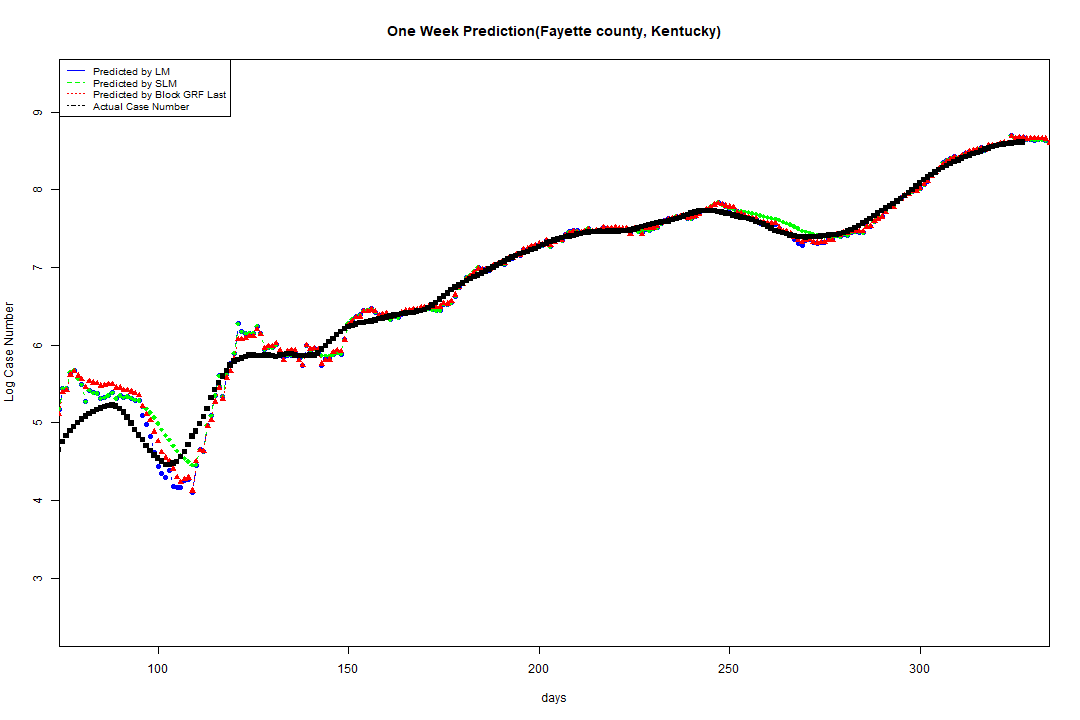 One Week Prediction(Fayette county, Kentucky)
Predicted by LM
Predicted by SLM
Predicted by Block GRF Last
Actual Case Number
9
8
7
6
5
4
3
Log Case Number
100 150 200 250 300
days